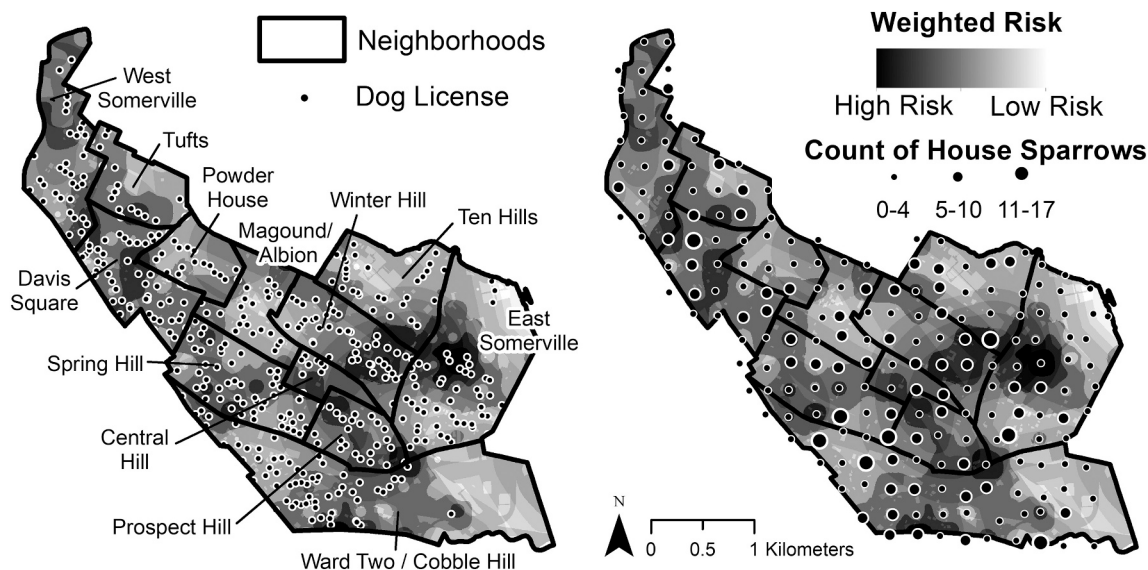 Neighborhoods
Dog License
West
Somerville
Tufts
Powder
House
Winter Hill
Ten Hills
Magound/
Albion
Davis
Square
East
Somerville
Spring Hill
Central
Hill
Prospect Hill
Ward Two / Cobble Hill
Weighted Risk
High Risk Low Risk
Count of House Sparrows
0-4 5-10 11-17
N
0 0.5 1 Kilometers